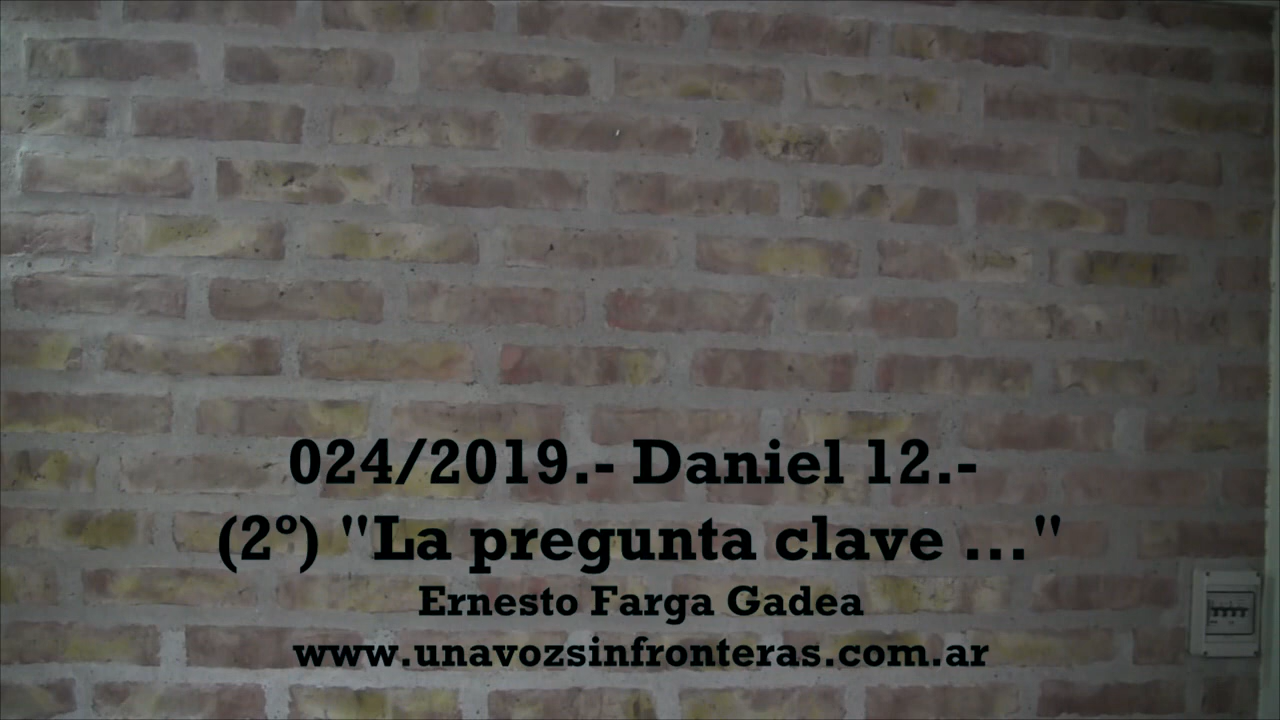 024/2019.- Daniel 12.-
(2º) "La pregunta clave ..."
Ernesto Farga Gadea
www.unavozsinfronteras.com.ar